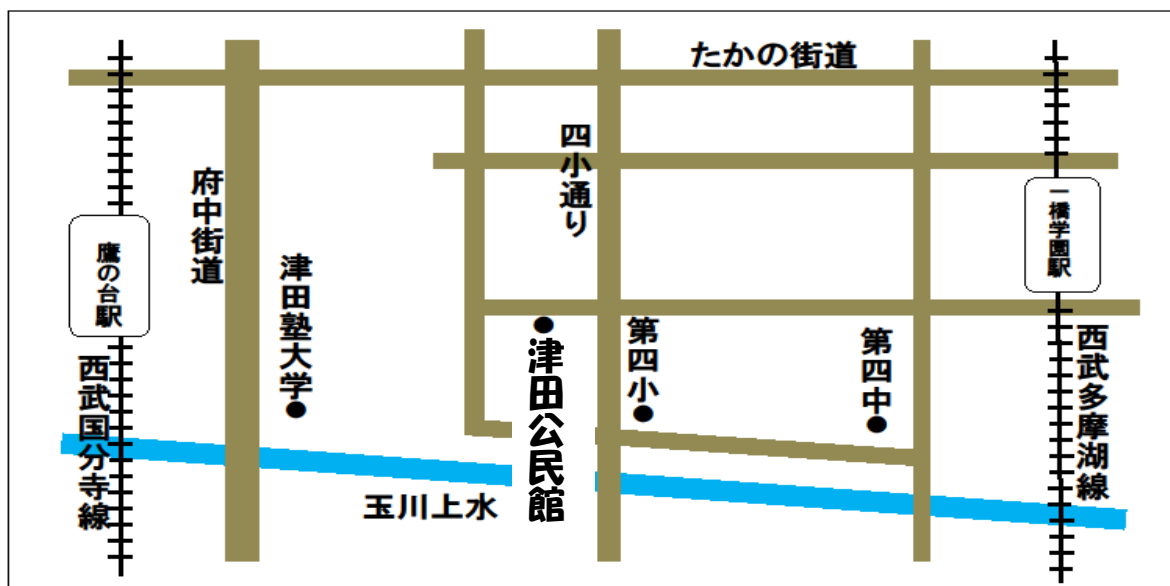 たかの街道
四小通り
府中街道
一橋学園駅
鷹の台駅
津田塾大学
津田公民館
第四小
第四中
西武国分寺線
西武多摩湖線
玉川上水